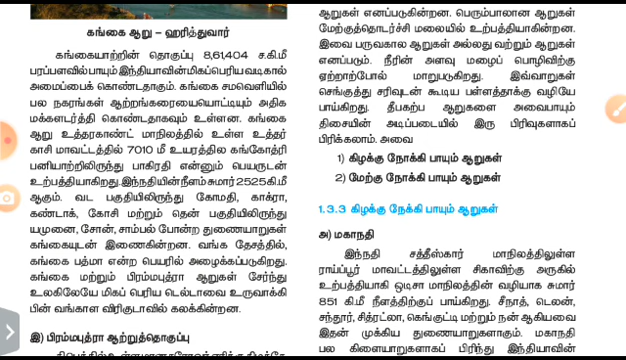 கங்கை ஆறு – ஹரித்துவார்
கங்கையாற்றின் தொகுப்பு 8,61,404 ச.கி.மீ
பரப்பளவில்பாயும் இந்தியாவின் மிகப்பெரிய வடிகால்
அமைப்பைக் கொண்டதாகும். கங்கை சமவெளியில்
பல நகரங்கள் ஆற்றங்கரையையொட்டியும் அதிக
மக்களடர்த்தி கொண்டதாகவும் உள்ளன. கங்கை
ஆறு உத்தரகாண்ட் மாநிலத்தில் உள்ள உத்தர்
காசி மாவட்டத்தில் 7010 மீ உயரத்தில கங்கோத்ரி
பனியாற்றிலிருந்து பாகிரதி என்னும் பெயருடன்
உற்பத்தியாகிறது.இந்நதியின் நீளம் சுமார் 2525 கி.மீ
ஆகும். வட பகுதியிலிருந்து கோமதி, காக்ரா,
கண்டாக், கோசி மற்றும் தென் பகுதியிலிருந்து
யமுனை, சோன், சாம்பல் போன்ற துணையாறுகள்
கங்கையுடன் இணைகின்றன. வங்க தேசத்தில்,
கங்கை பத்மா என்ற பெயரில் அழைக்கப்படுகிறது.
கங்கை மற்றும் பிரம்மபுத்ரா ஆறுகள் சேர்ந்து
உலகிலேயே மிகப் பெரிய டெல்டாவை உருவாக்கி
பின் வங்காள விரிகுடாவில் கலக்கின்றன.
இ) பிரம்மபுத்ரா ஆற்றுத்தொகுப்பு
ஆறுகள் எனப்படுகின்றன. பெரும்பாலான ஆறுகள்
மேற்குத்தொடர்ச்சி மலையில் உற்பத்தியாகின்றன.
இவை பருவகால ஆறுகள் அல்லது வற்றும் ஆறுகள்
எனப்படும். நீரின் அளவு மழைப் பொழிவிற்கு
ஏற்றாற்போல் மாறுபடுகிறது. இவ்வாறுகள்
செங்குத்து சரிவுடன் கூடிய பள்ளத்தாக்கு வழியே
பாய்கிறது. தீபகற்ப ஆறுகளை அவைபாயும்
திசையின் அடிப்படையில் இரு பிரிவுகளாகப்
பிரிக்கலாம். அவை
1) கிழக்கு நோக்கி பாயும் ஆறுகள்
2) மேற்கு நோக்கி பாயும் ஆறுகள்
1.3.3 கிழக்கு நேக்கி பாயும் ஆறுகள்
அ) மகாநதி
இந்நதி சத்தீஸ்கார் மாநிலத்திலுள்ள
ராய்ப்பூர் மாவட்டத்திலுள்ள சிகாவிற்கு அருகில்
உற்பத்தியாகி ஒடிசா மாநிலத்தின் வழியாக சுமார்
851 கி.மீ நீளத்திற்குப் பாய்கிறது. சீநாத், டெலன்,
சந்தூர், சித்ரட்லா, கெங்குட்டி மற்றும் நன் ஆகியவை
இதன் முக்கிய துணையாறுகளாகும். மகாநதி
பல கிளையாறுகளாகப் பிரிந்து இந்தியாவின்